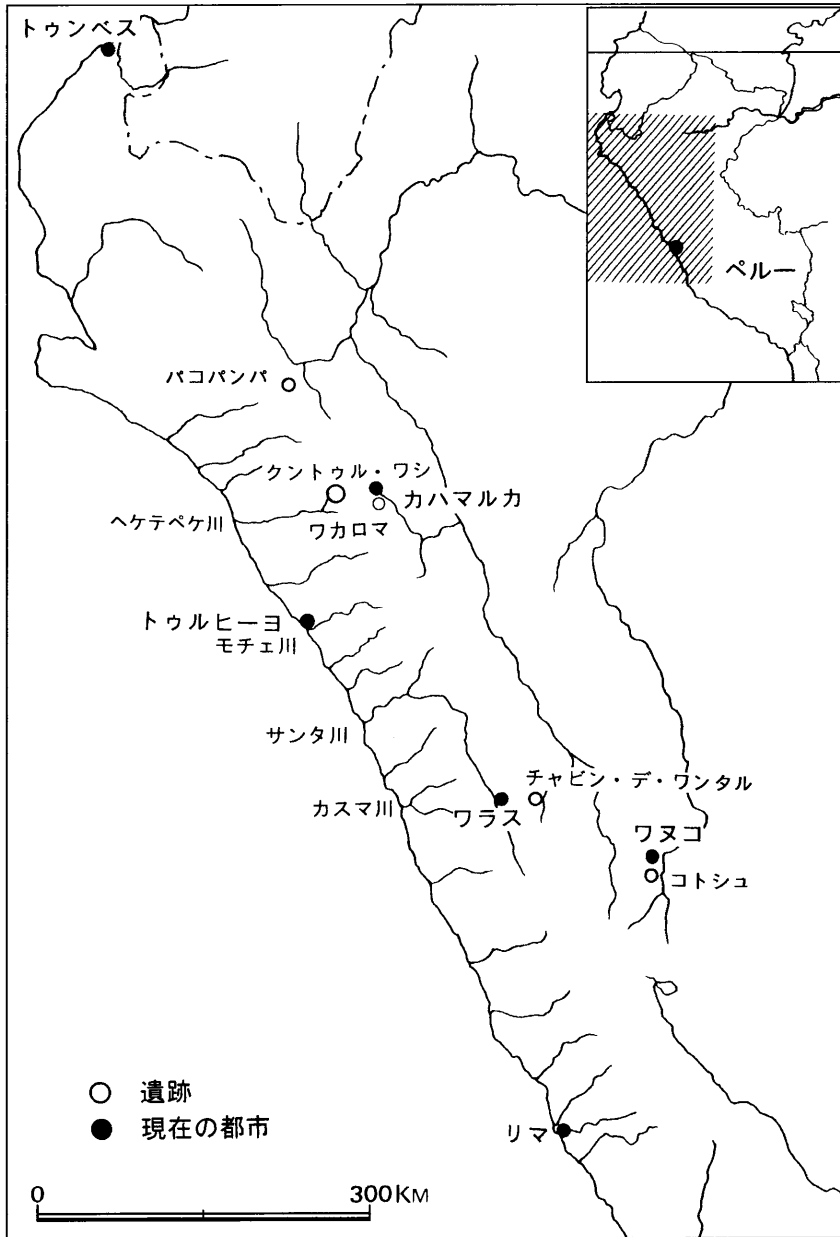 トゥンベス
ペルー
パコパンパ
クントゥル・ワシ
カハマルカ
ヘケテペケ川
ワカロマ
トゥルヒーヨ
モチェ川
サンタ川
チャビン・デ・ワンタル
カスマ川
ワラス
ワヌコ
コトシュ
遺跡
現在の都市
リマ
0 300KM